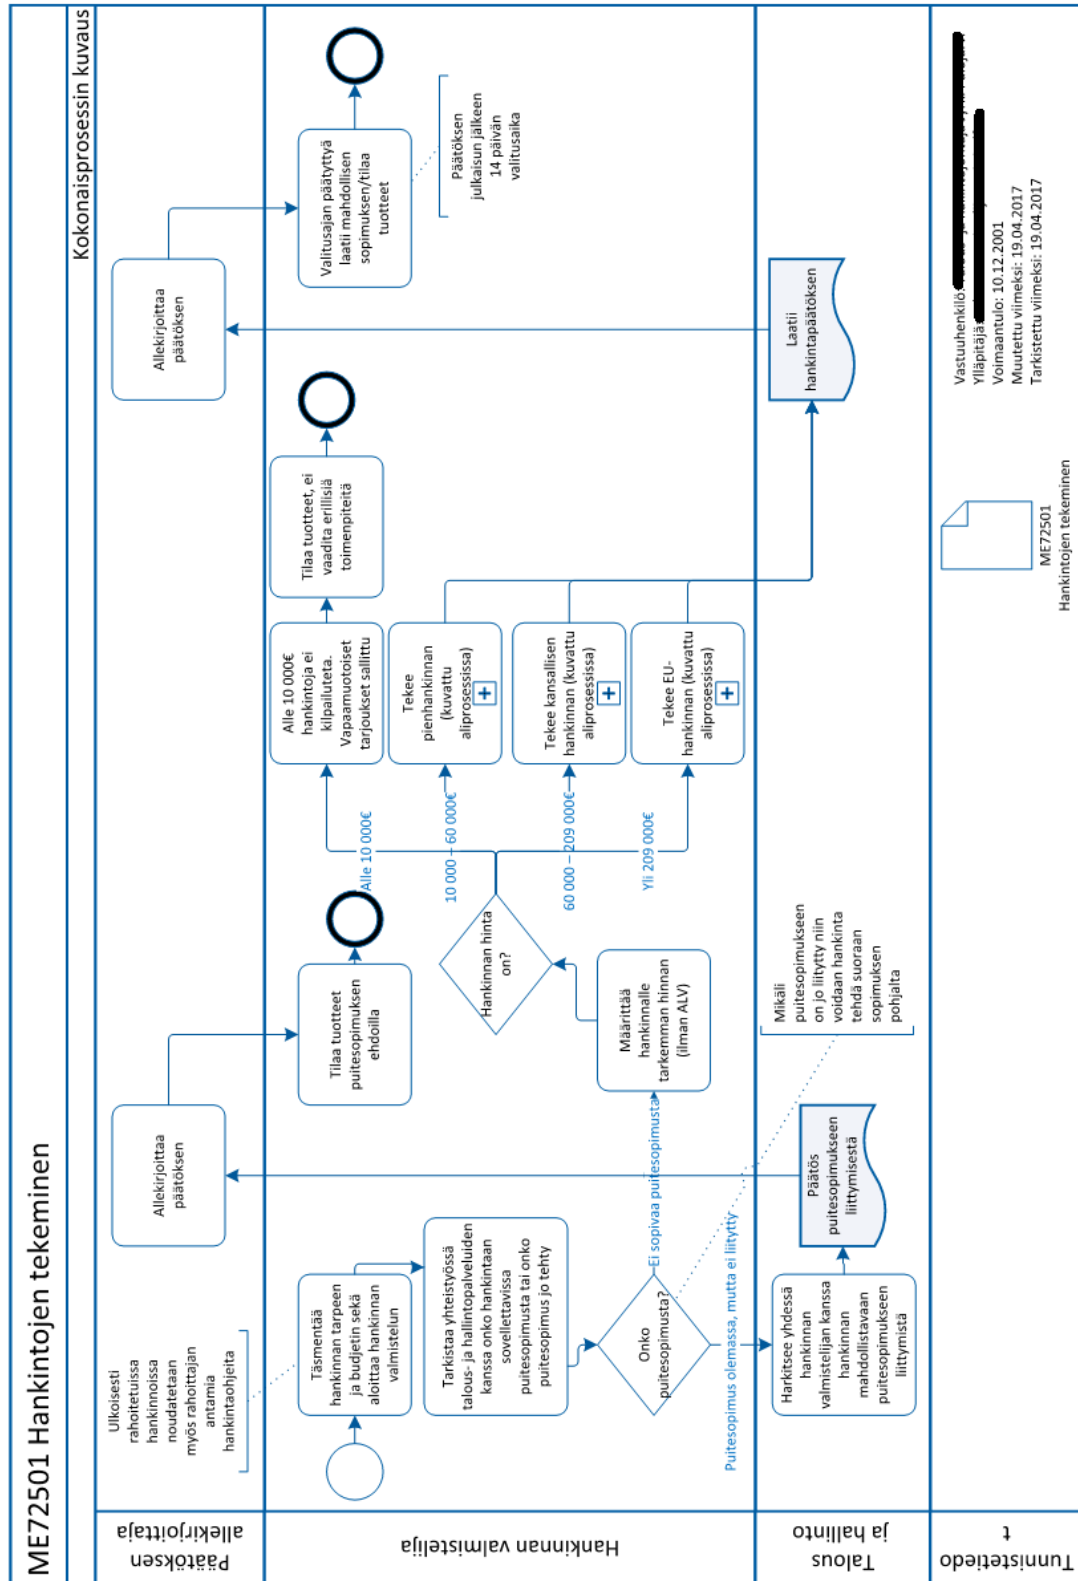 ME72501 Hankintojen tekeminen
Kokonaisprosessin kuvaus
Päätöksen
allekirjoittaja
Ulkoisesti
rahoitetuissa
hankinnoissa
noudatetaan
myös rahoittajan
antamia
hankintaohjeita
Allekirjoittaa
päätöksen
Allekirjoittaa
päätöksen
Hankinnan valmistelija
Täsmentää
hankinnan tarpeen
ja budjetin sekä
aloittaa hankinnan
valmistelun
Tarkistaa yhteistyössä
talous- ja hallintopalveluiden
kanssa onko hankintaan
sovellettavissa
puitesopimusta tai onko
puitesopimus jo tehty
Onko
puitesopimusta?
Ei sopivaa puitesopimusta
Puitesopimus olemassa, mutta ei liitytty
Tilaa tuotteet
puitesopimuksen
ehdoilla
Määrittää
hankinnalle
tarkemman hinnan
(ilman ALV)
Hankinnan hinta
on?
Alle 10 000€
10 000 – 60 000€
60 000 – 209 000€
Yli 209 000€
Alle 10 000€
hankintoja ei
kilpailuteta.
Vapaamuotoiset
tarjoukset sallittu
Tekee
pienhankinnan
(kuvattu
aliprosessissa)
Tekee kansallisen
hankinnan (kuvattu
aliprosessissa)
Tekee EU-
hankinnan (kuvattu
aliprosessissa)
Tilaa tuotteet, ei
vaadita erillisiä
toimenpiteitä
Valitusajan päätyttyä
laatii mahdollisen
sopimuksen/tilaa
tuotteet
Päätöksen
julkaisun jälkeen
14 päivän
valitusaika
Talous
ja hallinto
Harkitsee yhdessä
hankinnan
valmistelijan kanssa
hankinnan
mahdollistavaan
puitesopimukseen
liittymistä
Päätös
puitesopimukseen
liittymisestä
Mikäli
puitesopimukseen
on jo liitytty niin
voidaan hankinta
tehdä suoraan
sopimuksen
pohjalta
Laatii
hankintapäätöksen
Tunnistetiedo
t
ME72501
Hankintojen tekeminen
Vastuuhenkilö:
Ylläpitäjä:
Voimaantulo: 10.12.2001
Muutettu viimeksi: 19.04.2017
Tarkistettu viimeksi: 19.04.2017